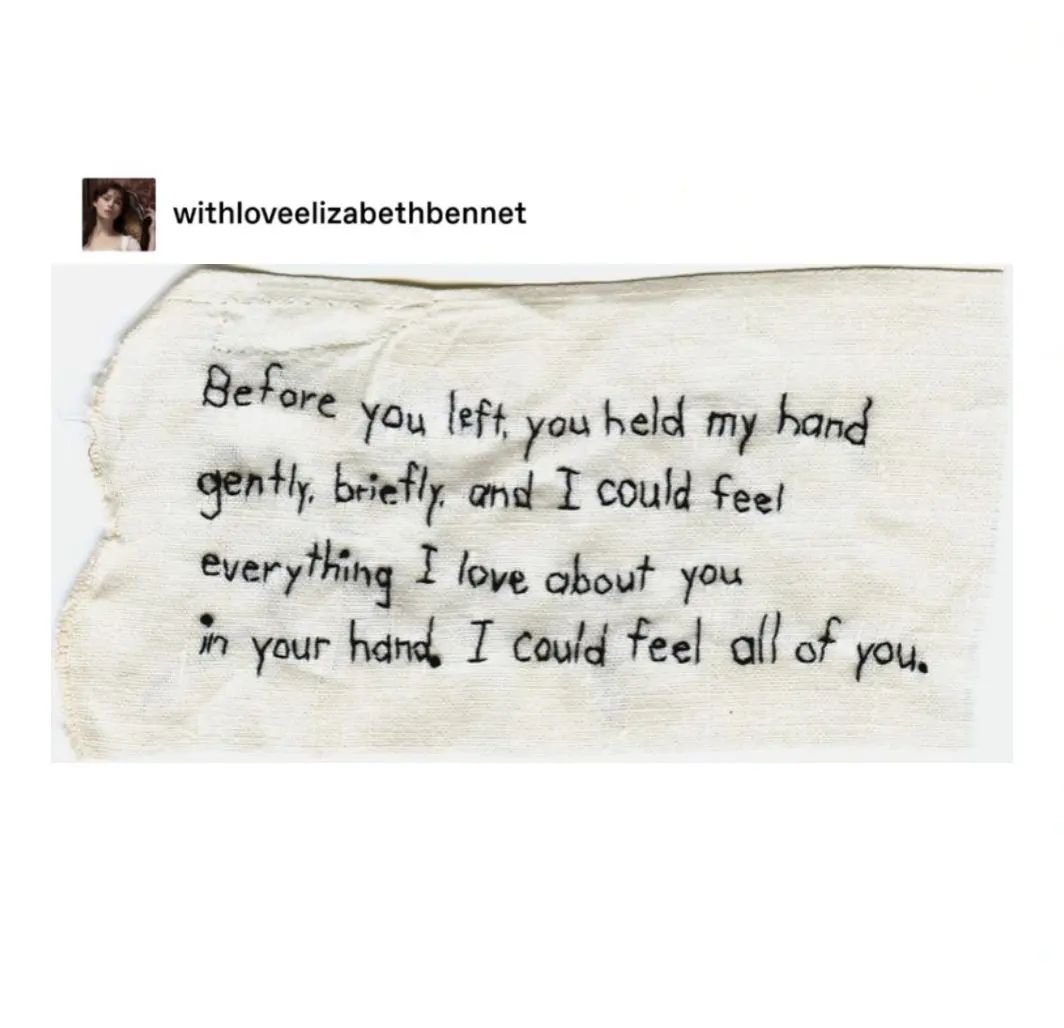 withloveelizabethbennet
Before you left, you held my hand
gently, briefly, and I could feel
everything I love about you
in your hand. I could feel all of you.